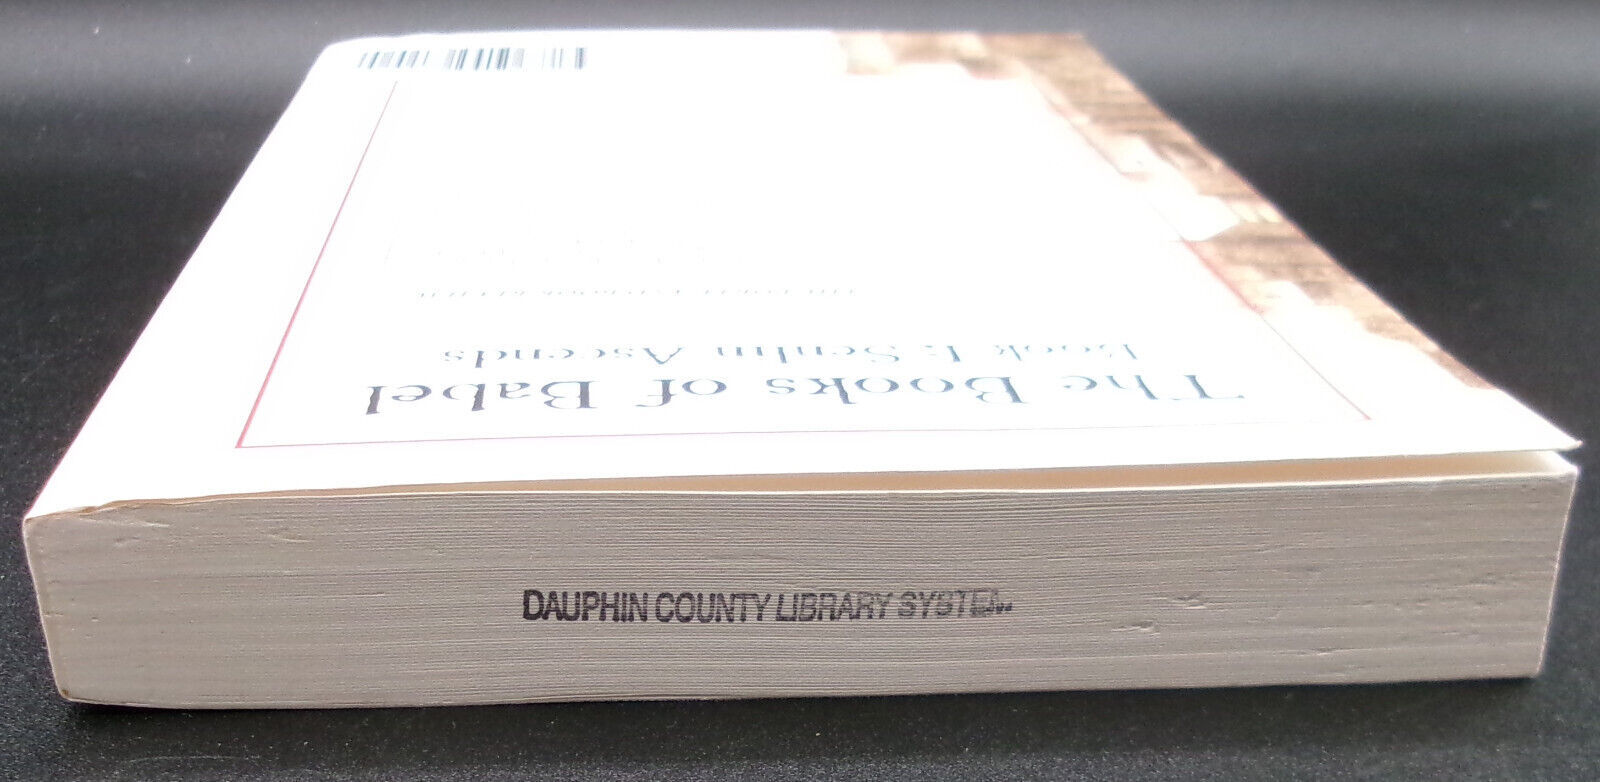 The Books of Babel
Book I: Senlin Ascends
DAUPHIN COUNTY LIBRARY SYSTEM